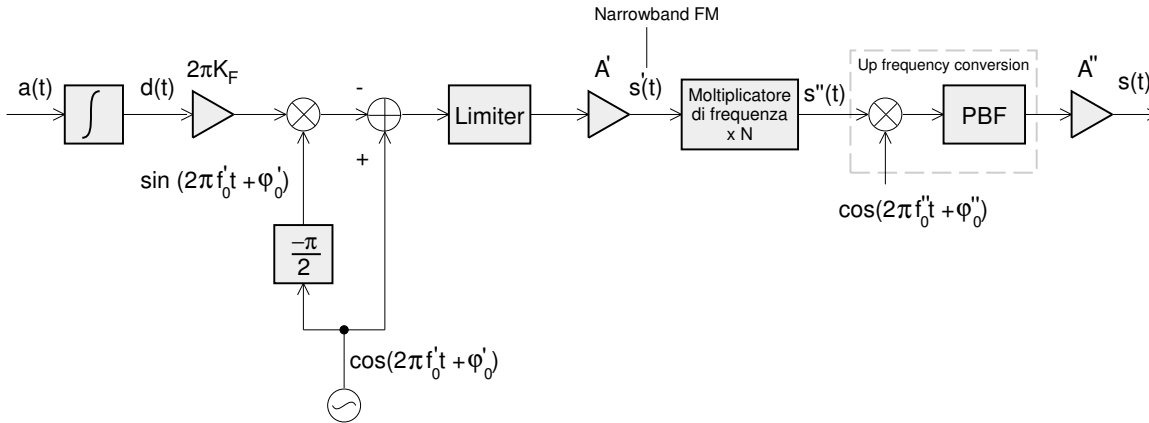 Narrowband FM
a(t)
∫
d(t)
2πK_F
-
+
Limiter
A'
s'(t)
Moltiplicatore
di frequenza
x N
s''(t)
Up frequency conversion
PBF
A''
s(t)
sin (2πf'_0t +φ'_0)
cos(2πf''_0t +φ''_0)
−π
2
cos(2πf'_0t +φ'_0)